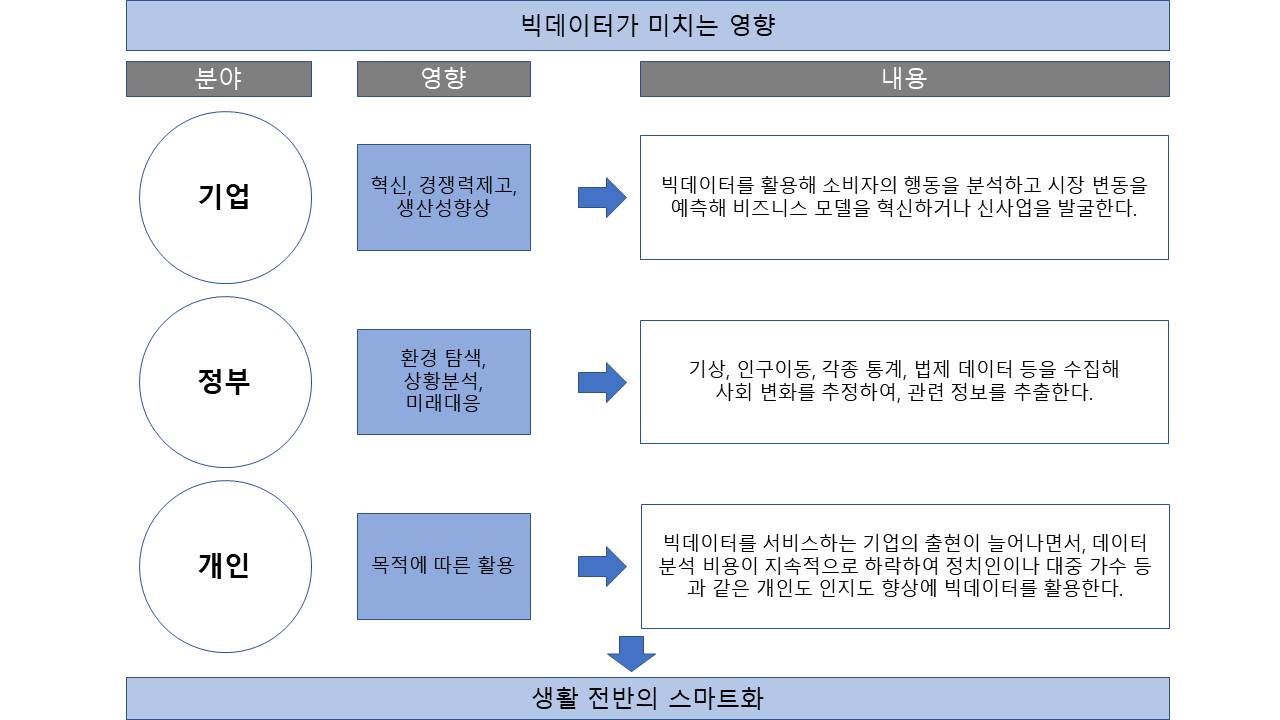 빅데이터가 미치는 영향
분야
영향
내용
기업
혁신, 경쟁력제고,
생산성향상
빅데이터를 활용해 소비자의 행동을 분석하고 시장 변동을
예측해 비즈니스 모델을 혁신하거나 신사업을 발굴한다.
정부
환경 탐색,
상황분석,
미래대응
기상, 인구이동, 각종 통계, 법제 데이터 등을 수집해
사회 변화를 추정하여, 관련 정보를 추출한다.
개인
목적에 따른 활용
빅데이터를 서비스하는 기업의 출현이 늘어나면서, 데이터
분석 비용이 지속적으로 하락하여 정치인이나 대중 가수 등
과 같은 개인도 인지도 향상에 빅데이터를 활용한다.
생활 전반의 스마트화